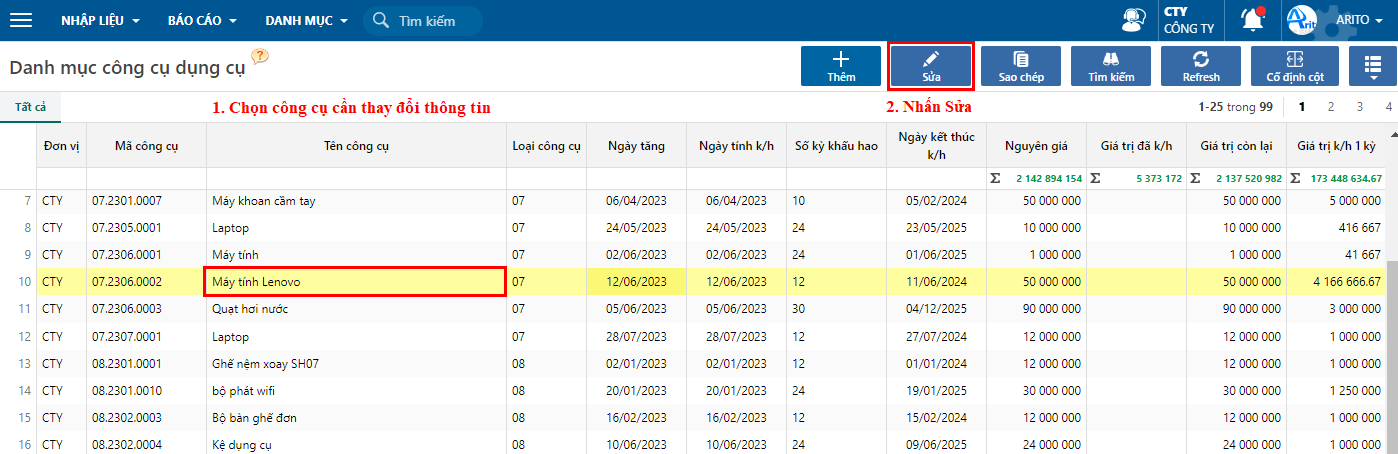 NHẬP LIỆU BÁO CÁO DANH MỤC Tìm kiếm CTY CÔNG TY Arit ARITO
Danh mục công cụ dụng cụ ? Thêm Sửa Sao chép Tìm kiếm Refresh Cố định cột
Tất cả 1. Chọn công cụ cần thay đổi thông tin 2. Nhấn Sửa 1-25 trong 99 1 2 3 4
Đơn vị Mã công cụ Tên công cụ Loại công cụ Ngày tăng Ngày tính k/h Số kỳ khấu hao Ngày kết thúc k/h Nguyên giá Giá trị đã k/h Giá trị còn lại Giá trị k/h 1 kỳ
Σ 2 142 894 154 Σ 5 373 172 Σ 2 137 520 982 Σ 173 448 634.67
7 CTY 07.2301.0007 Máy khoan cầm tay 07 06/04/2023 06/04/2023 10 05/02/2024 50 000 000 50 000 000 5 000 000
8 CTY 07.2305.0001 Laptop 07 24/05/2023 24/05/2023 24 23/05/2025 10 000 000 10 000 000 416 667
9 CTY 07.2306.0001 Máy tính 07 02/06/2023 02/06/2023 24 01/06/2025 1 000 000 1 000 000 41 667
10 CTY 07.2306.0002 Máy tính Lenovo 07 12/06/2023 12/06/2023 12 11/06/2024 50 000 000 50 000 000 4 166 666.67
11 CTY 07.2306.0003 Quạt hơi nước 07 05/06/2023 05/06/2023 30 04/12/2025 90 000 000 90 000 000 3 000 000
12 CTY 07.2307.0001 Laptop 07 28/07/2023 28/07/2023 12 27/07/2024 12 000 000 12 000 000 1 000 000
13 CTY 08.2301.0001 Ghế nệm xoay SH07 08 02/01/2023 02/01/2023 12 01/01/2024 12 000 000 12 000 000 1 000 000
14 CTY 08.2301.0010 bộ phát wifi 08 20/01/2023 20/01/2023 24 19/01/2025 30 000 000 30 000 000 1 250 000
15 CTY 08.2302.0003 Bộ bàn ghế đơn 08 16/02/2023 16/02/2023 12 15/02/2024 12 000 000 12 000 000 1 000 000
16 CTY 08.2302.0004 Kệ dụng cụ 08 10/06/2023 10/06/2023 24 09/06/2025 24 000 000 24 000 000 1 000 000